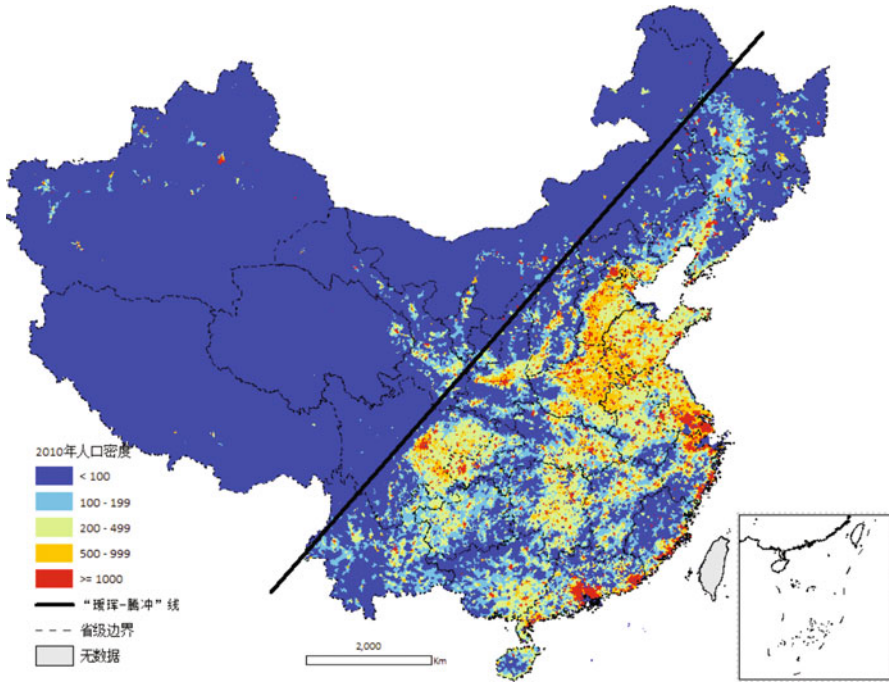 2010年人口密度
< 100
100 - 199
200 - 499
500 - 999
>= 1000
“瑷珲-腾冲”线
省级边界
无数据
2,000
Km